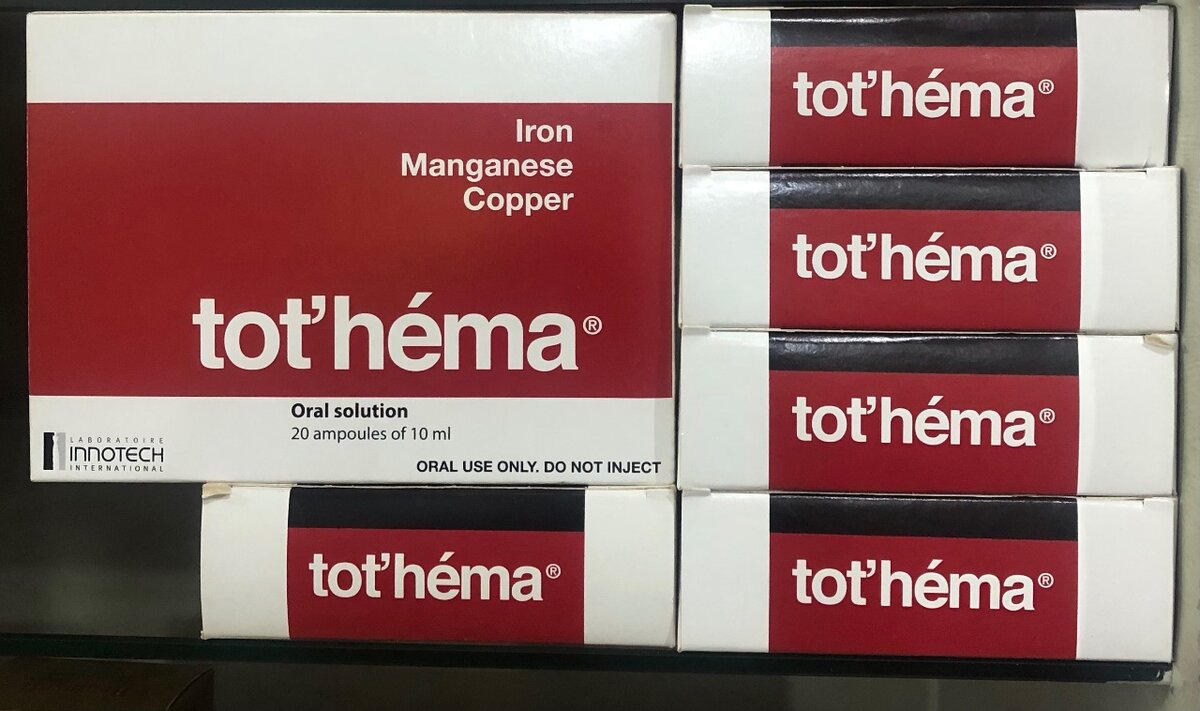 Iron
Manganese
Copper
tot'héma®
Oral solution
20 ampoules of 10 ml
LABORATOIRE
INNOTECH
INTERNATIONAL
ORAL USE ONLY. DO NOT INJECT
tot'héma®
tot'héma®
tot'héma®
tot'héma®
tot'héma®